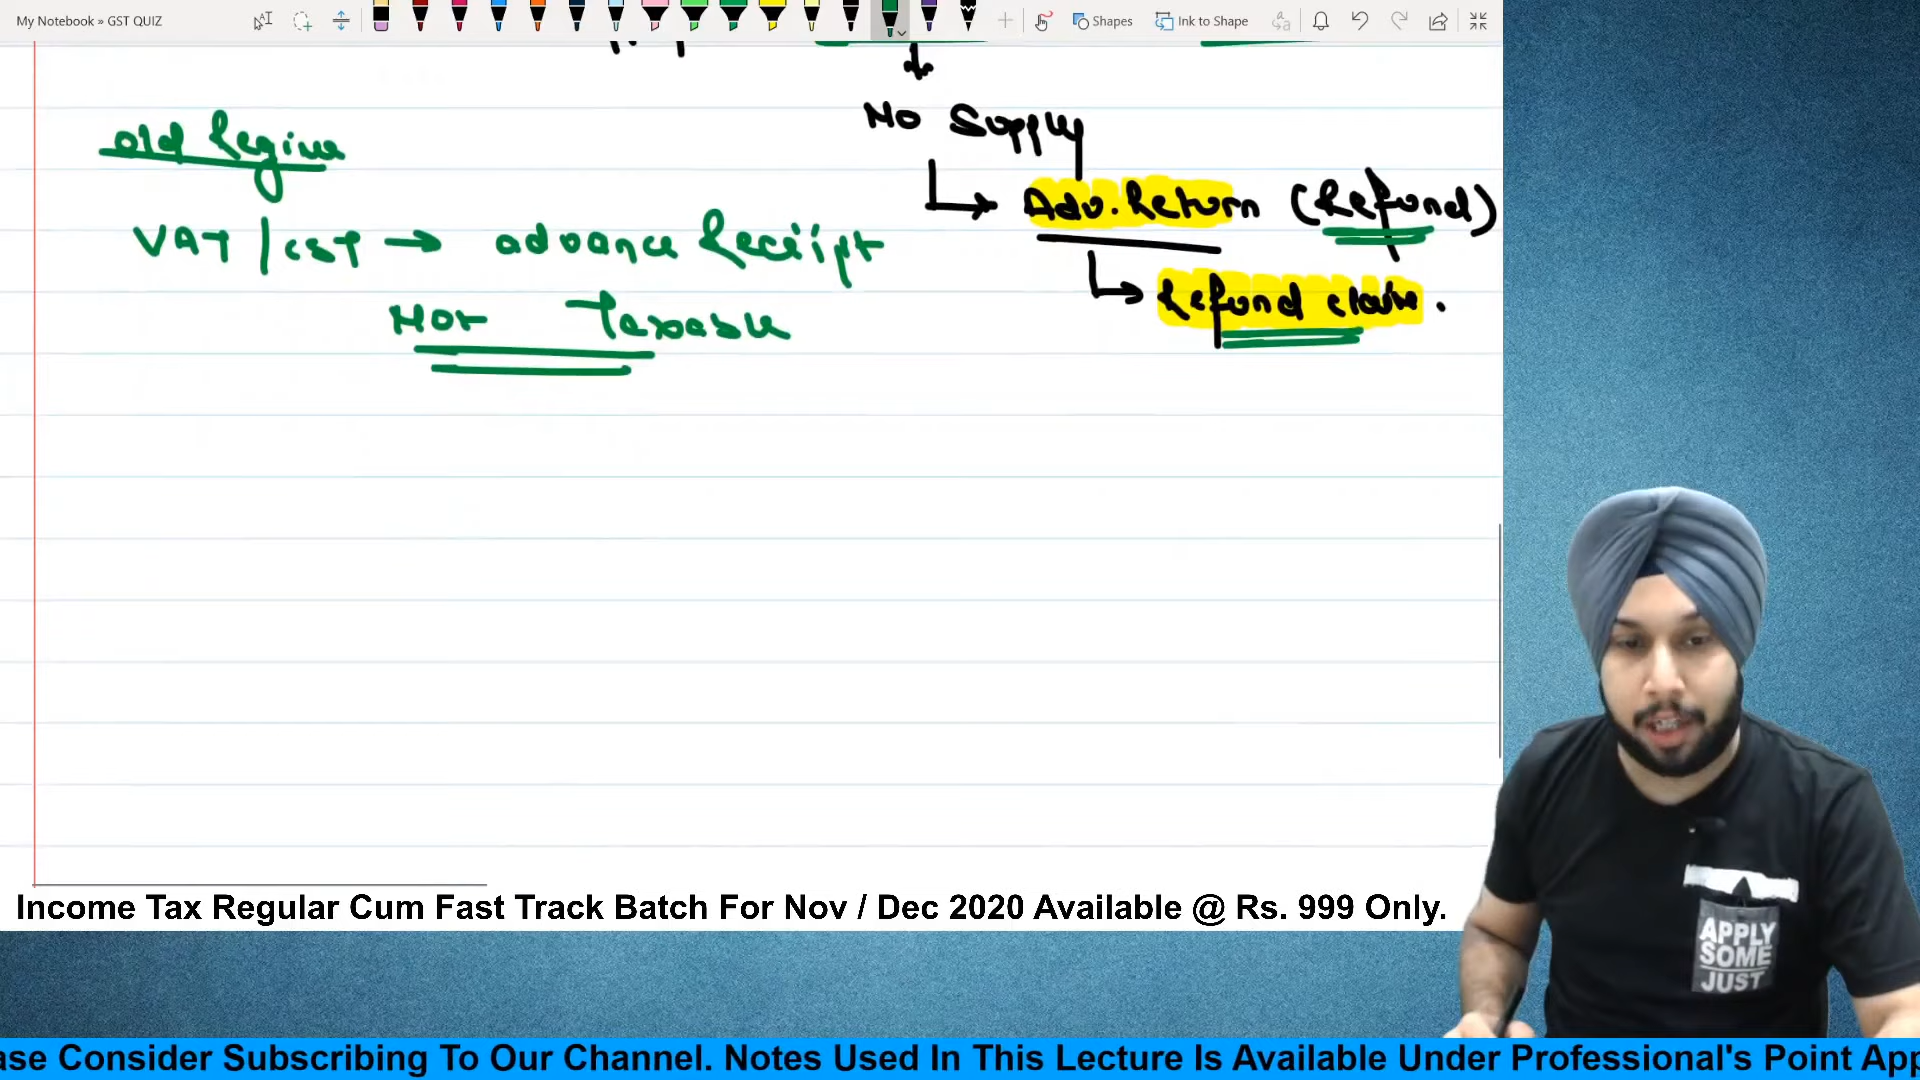 My Notebook » GST QUIZ
Shapes
Ink to Shape
Old Regime
VAT / CST → advance Receipt
Not Taxable
No Supply
Adv. Return (Refund)
Refund claim.
Income Tax Regular Cum Fast Track Batch For Nov / Dec 2020 Available @ Rs. 999 Only.
APPLY
SOME
JUST
ase Consider Subscribing To Our Channel. Notes Used In This Lecture Is Available Under Professional's Point App